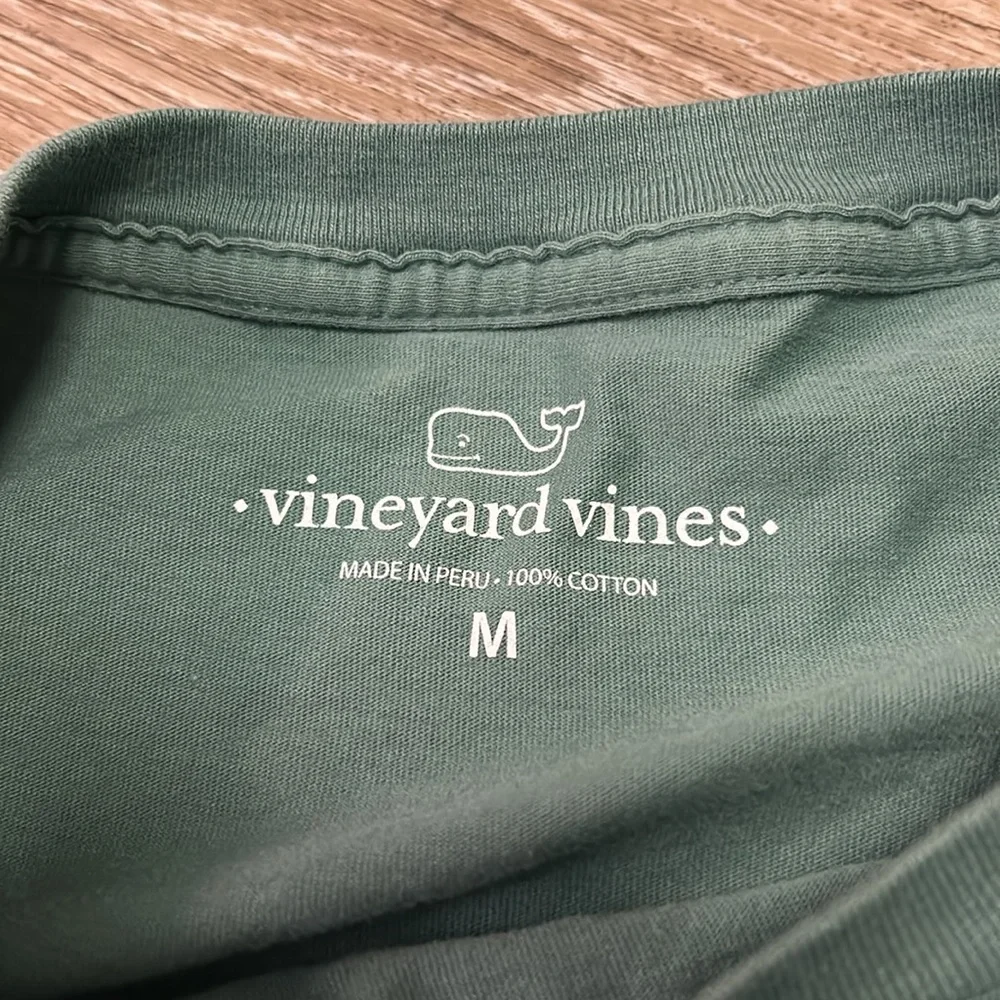 • vineyard vines •
MADE IN PERU • 100% COTTON
M